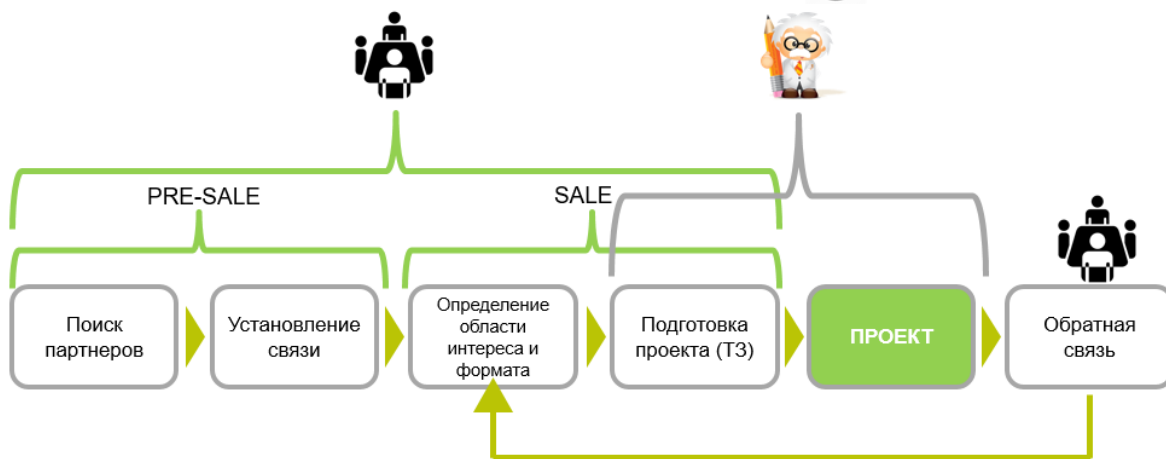 PRE-SALE
SALE
Поиск
партнеров
Установление
связи
Определение
области
интереса и
формата
Подготовка
проекта (ТЗ)
ПРОЕКТ
Обратная
связь